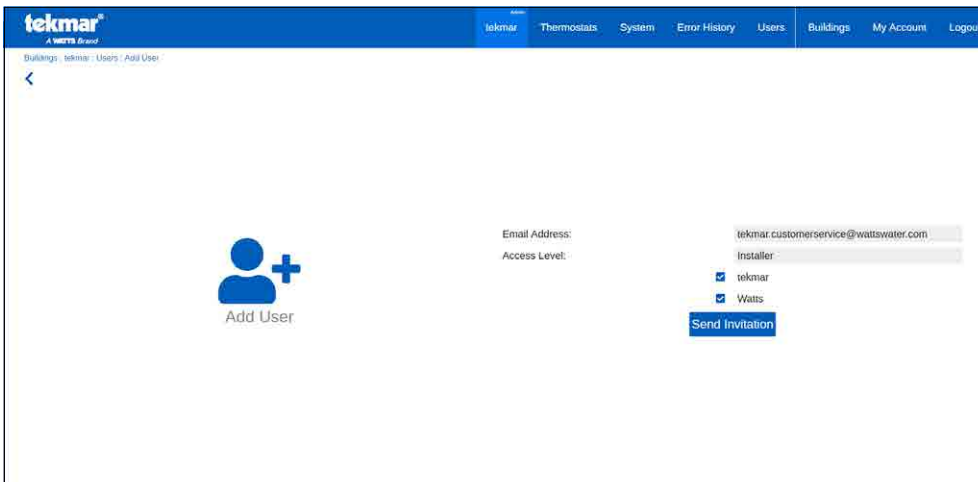 tekmar®
A WATTS Brand
Admin
tekmar Thermostats System Error History Users Buildings My Account Logou
Buildings : tekmar : Users : Add User
Email Address: tekmar.customerservice@wattswater.com
Access Level: Installer
tekmar
Watts
Add User
Send Invitation